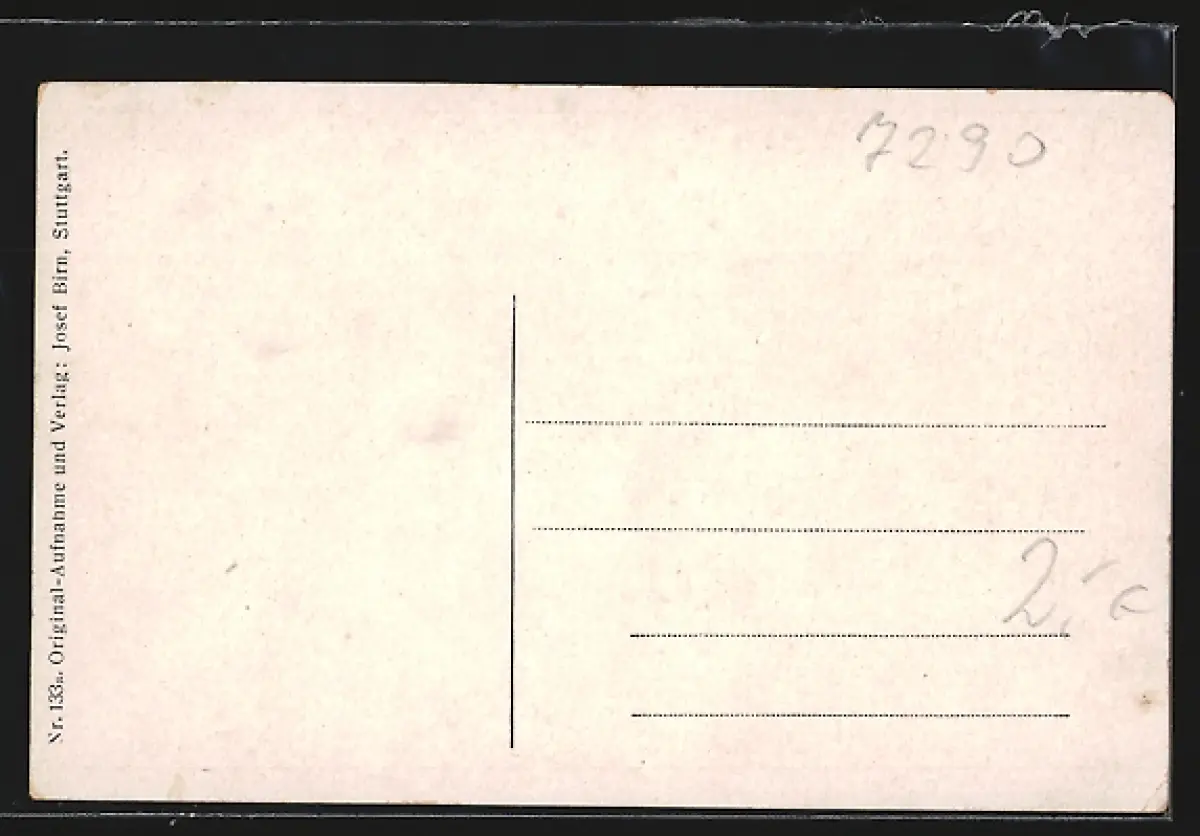 Nr. 133a. Original-Aufnahme und Verlag: Josef Birn, Stuttgart.
7290
2.- €